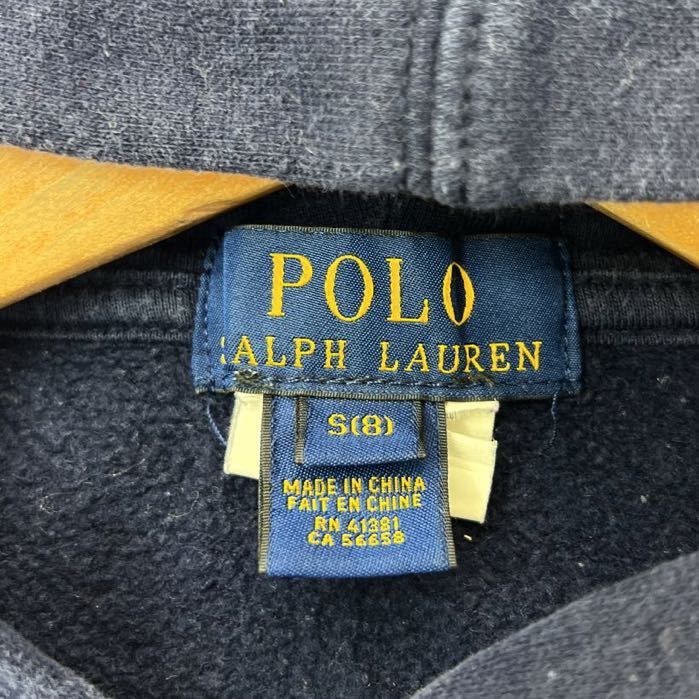 POLO
RALPH LAUREN
S(8)
MADE IN CHINA
FAIT EN CHINE
RN 41381
CA 56658